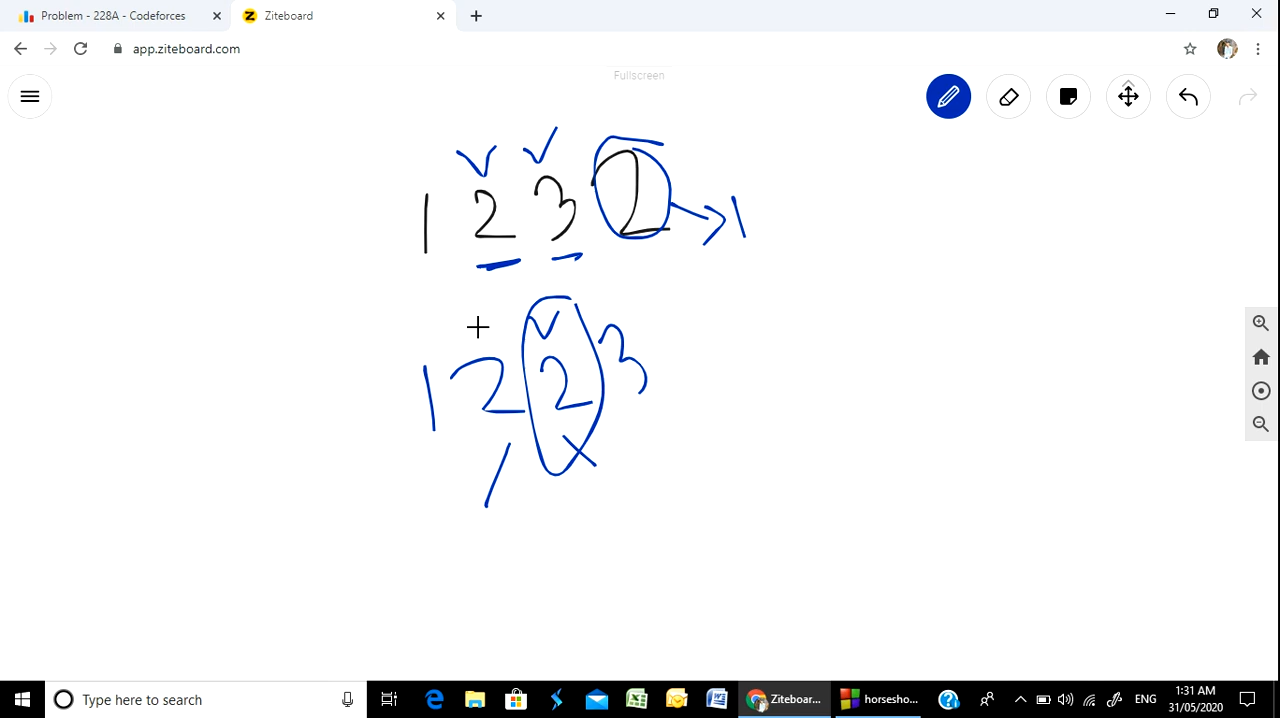 Problem - 228A - Codeforces
Ziteboard
app.ziteboard.com
Fullscreen
1 2 3 2 → 1
1 2 2 3
Type here to search
Ziteboar...
horsesho...
ENG
1:31 AM
31/05/2020